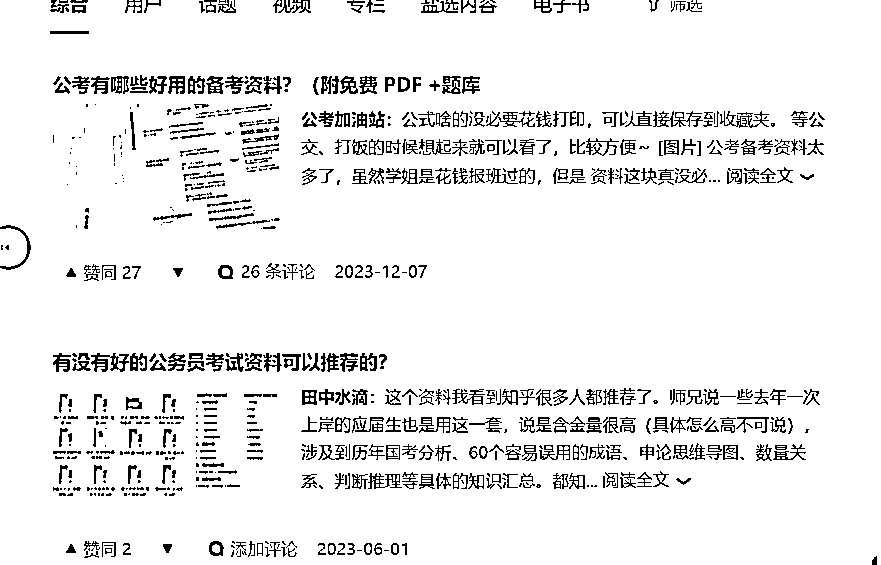 综合 用户 话题 视频 专栏 盐选内容 电子书 筛选
公考有哪些好用的备考资料？（附免费 PDF +题库
公考加油站：公式啥的没必要花钱打印，可以直接保存到收藏夹。 等公
交、打饭的时候想起来就可以看了，比较方便~ [图片] 公考备考资料太
多了，虽然学姐是花钱报班过的，但是 资料这块真没必... 阅读全文
赞同 27 26 条评论 2023-12-07
有没有好的公务员考试资料可以推荐的？
田中水滴：这个资料我看到知乎很多人都推荐了。师兄说一些去年一次
上岸的应届生也是用这一套，说是含金量很高（具体怎么高不可说），
涉及到历年国考分析、60个容易误用的成语、申论思维导图、数量关
系、判断推理等具体的知识汇总。都知... 阅读全文
赞同 2 添加评论 2023-06-01